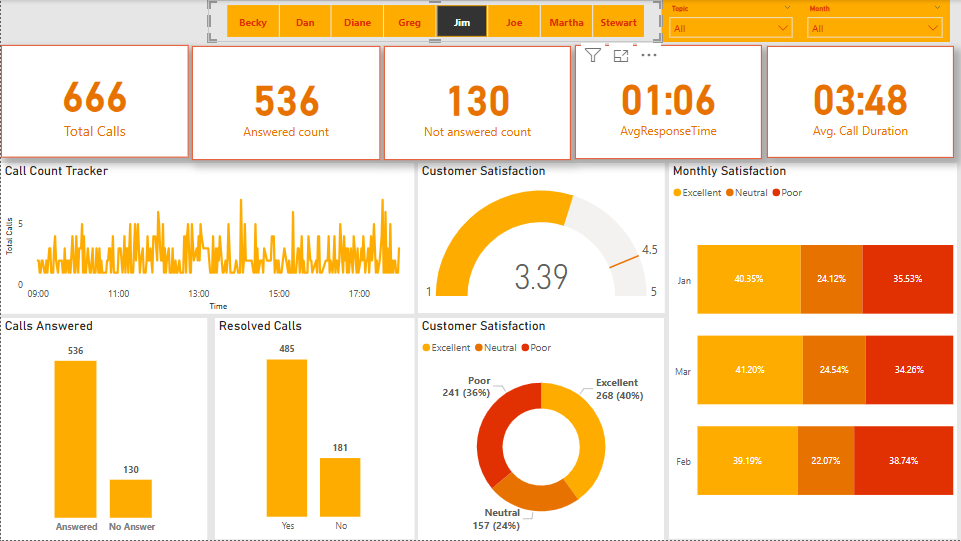 Becky Dan Diane Greg Jim Joe Martha Stewart
Topic
All
Month
All
666
Total Calls
536
Answered count
130
Not answered count
01:06
AvgResponseTime
03:48
Avg. Call Duration
Call Count Tracker
Total Calls
5
0
09:00 11:00 13:00 15:00 17:00
Time
Customer Satisfaction
3.39
1
4.5
5
Monthly Satisfaction
Excellent Neutral Poor
Jan 40.35% 24.12% 35.53%
Mar 41.20% 24.54% 34.26%
Feb 39.19% 22.07% 38.74%
Calls Answered
536
130
Answered No Answer
Resolved Calls
485
181
Yes No
Customer Satisfaction
Excellent Neutral Poor
Poor
241 (36%)
Excellent
268 (40%)
Neutral
157 (24%)